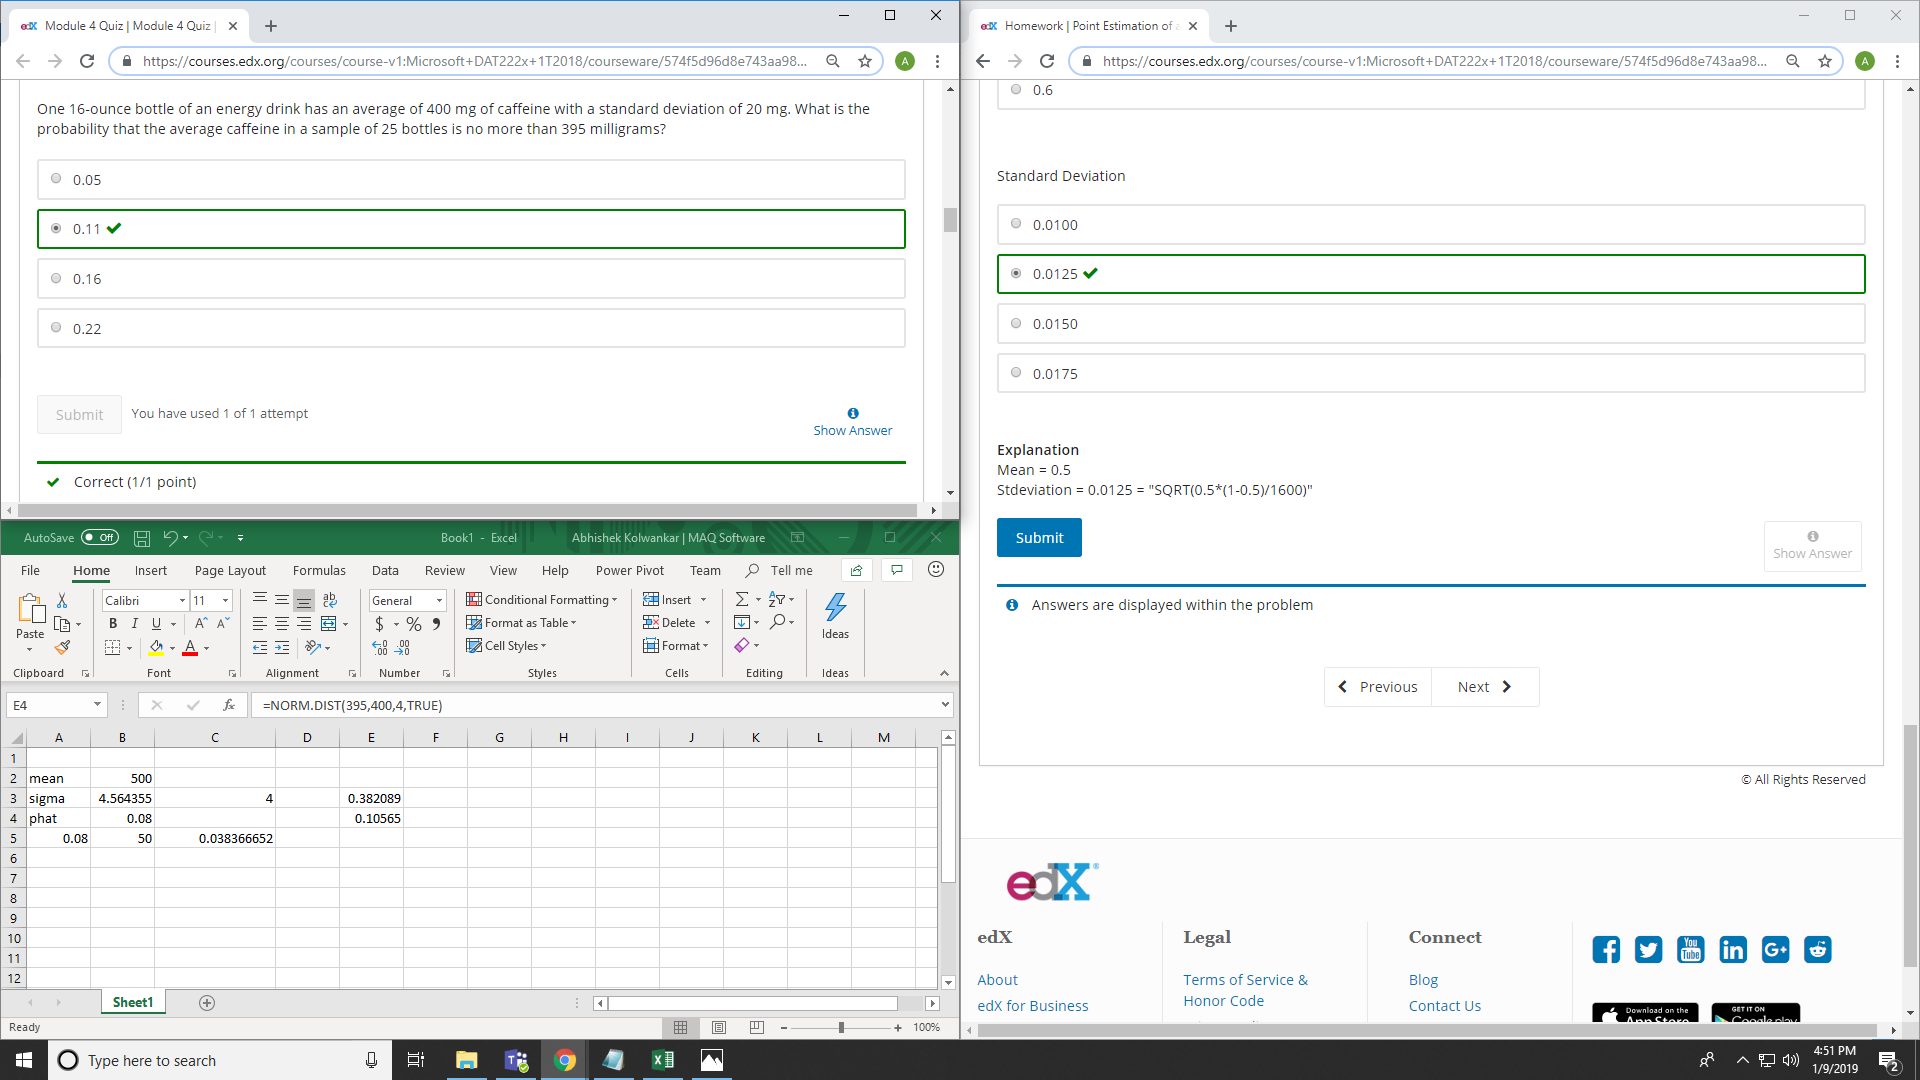 Module 4 Quiz | Module 4 Quiz |
https://courses.edx.org/courses/course-v1:Microsoft+DAT222x+1T2018/courseware/574f5d96d8e743aa98...
A
One 16-ounce bottle of an energy drink has an average of 400 mg of caffeine with a standard deviation of 20 mg. What is the
probability that the average caffeine in a sample of 25 bottles is no more than 395 milligrams?
0.05
0.11
0.16
0.22
Submit
You have used 1 of 1 attempt
Show Answer
Correct (1/1 point)
Homework | Point Estimation of
https://courses.edx.org/courses/course-v1:Microsoft+DAT222x+1T2018/courseware/574f5d96d8e743aa98...
A
0.6
Standard Deviation
0.0100
0.0125
0.0150
0.0175
Explanation
Mean = 0.5
Stdeviation = 0.0125 = "SQRT(0.5*(1-0.5)/1600)"
Submit
Show Answer
Answers are displayed within the problem
Previous
Next
© All Rights Reserved
edX
edX
About
edX for Business
Legal
Terms of Service &
Honor Code
Connect
Blog
Contact Us
Download on the
App Store
GET IT ON
Google play
AutoSave Off
Book1 - Excel
Abhishek Kolwankar | MAQ Software
File Home Insert Page Layout Formulas Data Review View Help Power Pivot Team Tell me
Paste
Clipboard
Calibri 11
B I U
Font
Alignment
General
$ % 9
Number
Conditional Formatting
Format as Table
Cell Styles
Styles
Insert
Delete
Format
Cells
Editing
Ideas
Ideas
E4
fx
=NORM.DIST(395,400,4,TRUE)
A B C D E F G H I J K L M
1
2 mean 500
3 sigma 4.564355 4 0.382089
4 phat 0.08 0.10565
5 0.08 50 0.038366652
6
7
8
9
10
11
12
Sheet1
Ready
100%
Type here to search
4:51 PM
1/9/2019
2